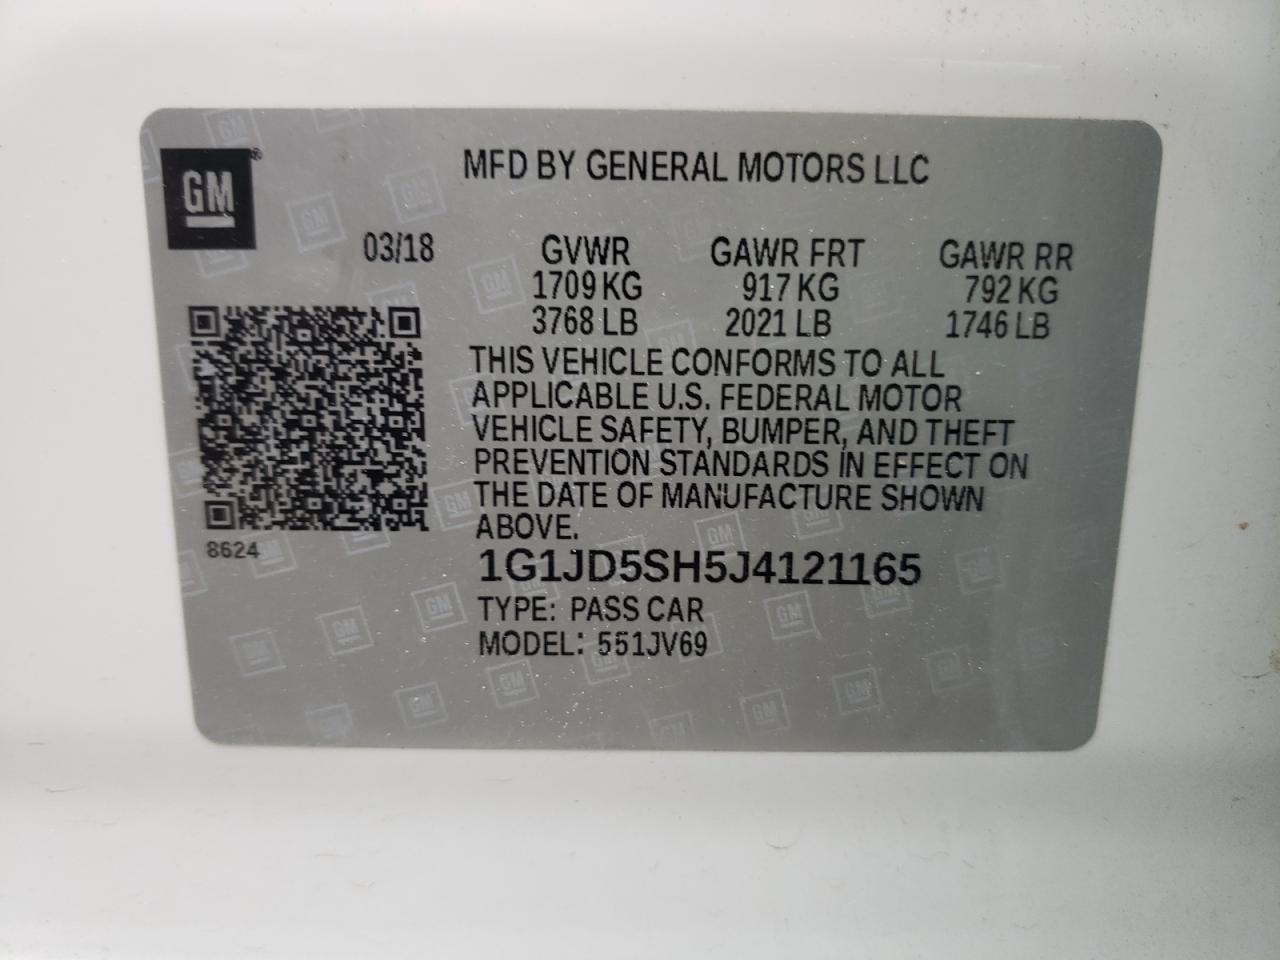 GM
MFD BY GENERAL MOTORS LLC
03/18 GVWR GAWR FRT GAWR RR
1709 KG 917 KG 792 KG
3768 LB 2021 LB 1746 LB
THIS VEHICLE CONFORMS TO ALL
APPLICABLE U.S. FEDERAL MOTOR
VEHICLE SAFETY, BUMPER, AND THEFT
PREVENTION STANDARDS IN EFFECT ON
THE DATE OF MANUFACTURE SHOWN
ABOVE.
8624
1G1JD5SH5J4121165
TYPE: PASS CAR
MODEL: 551JV69